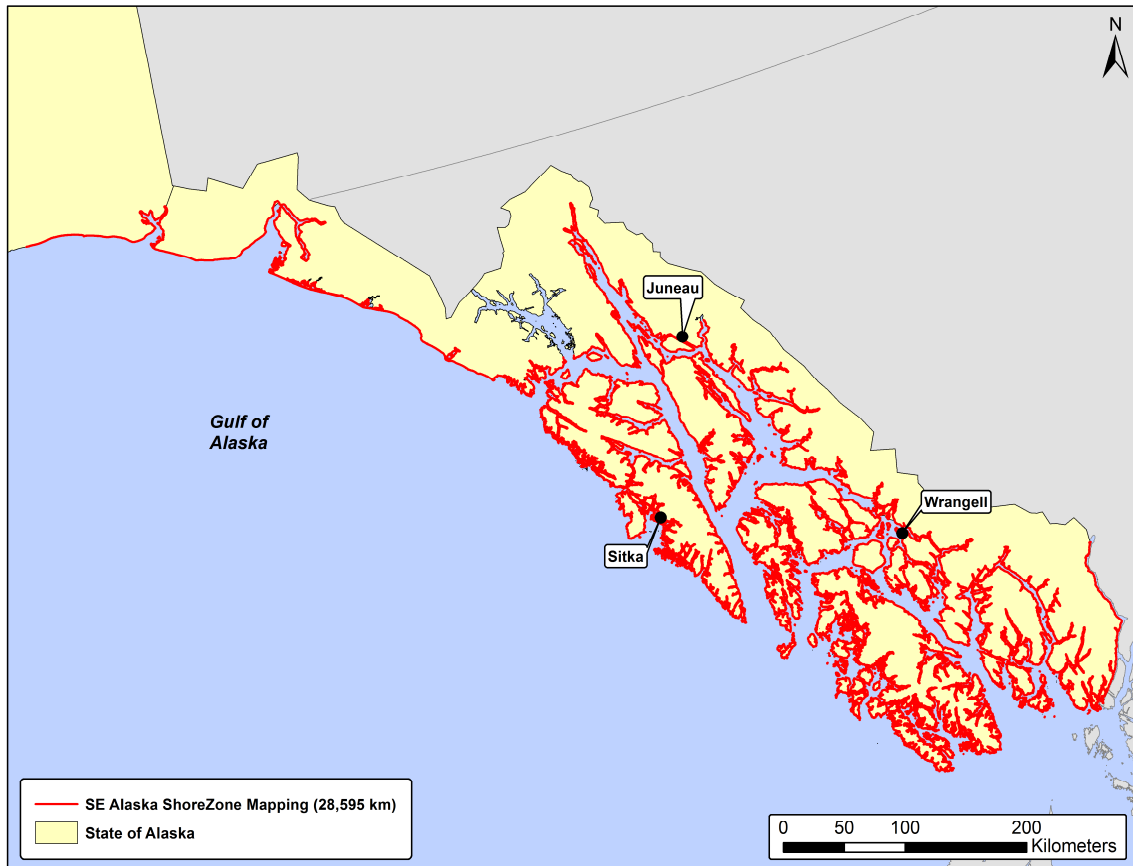 N
Juneau
Gulf of
Alaska
Wrangell
Sitka
SE Alaska ShoreZone Mapping (28,595 km)
State of Alaska
0 50 100 200
Kilometers